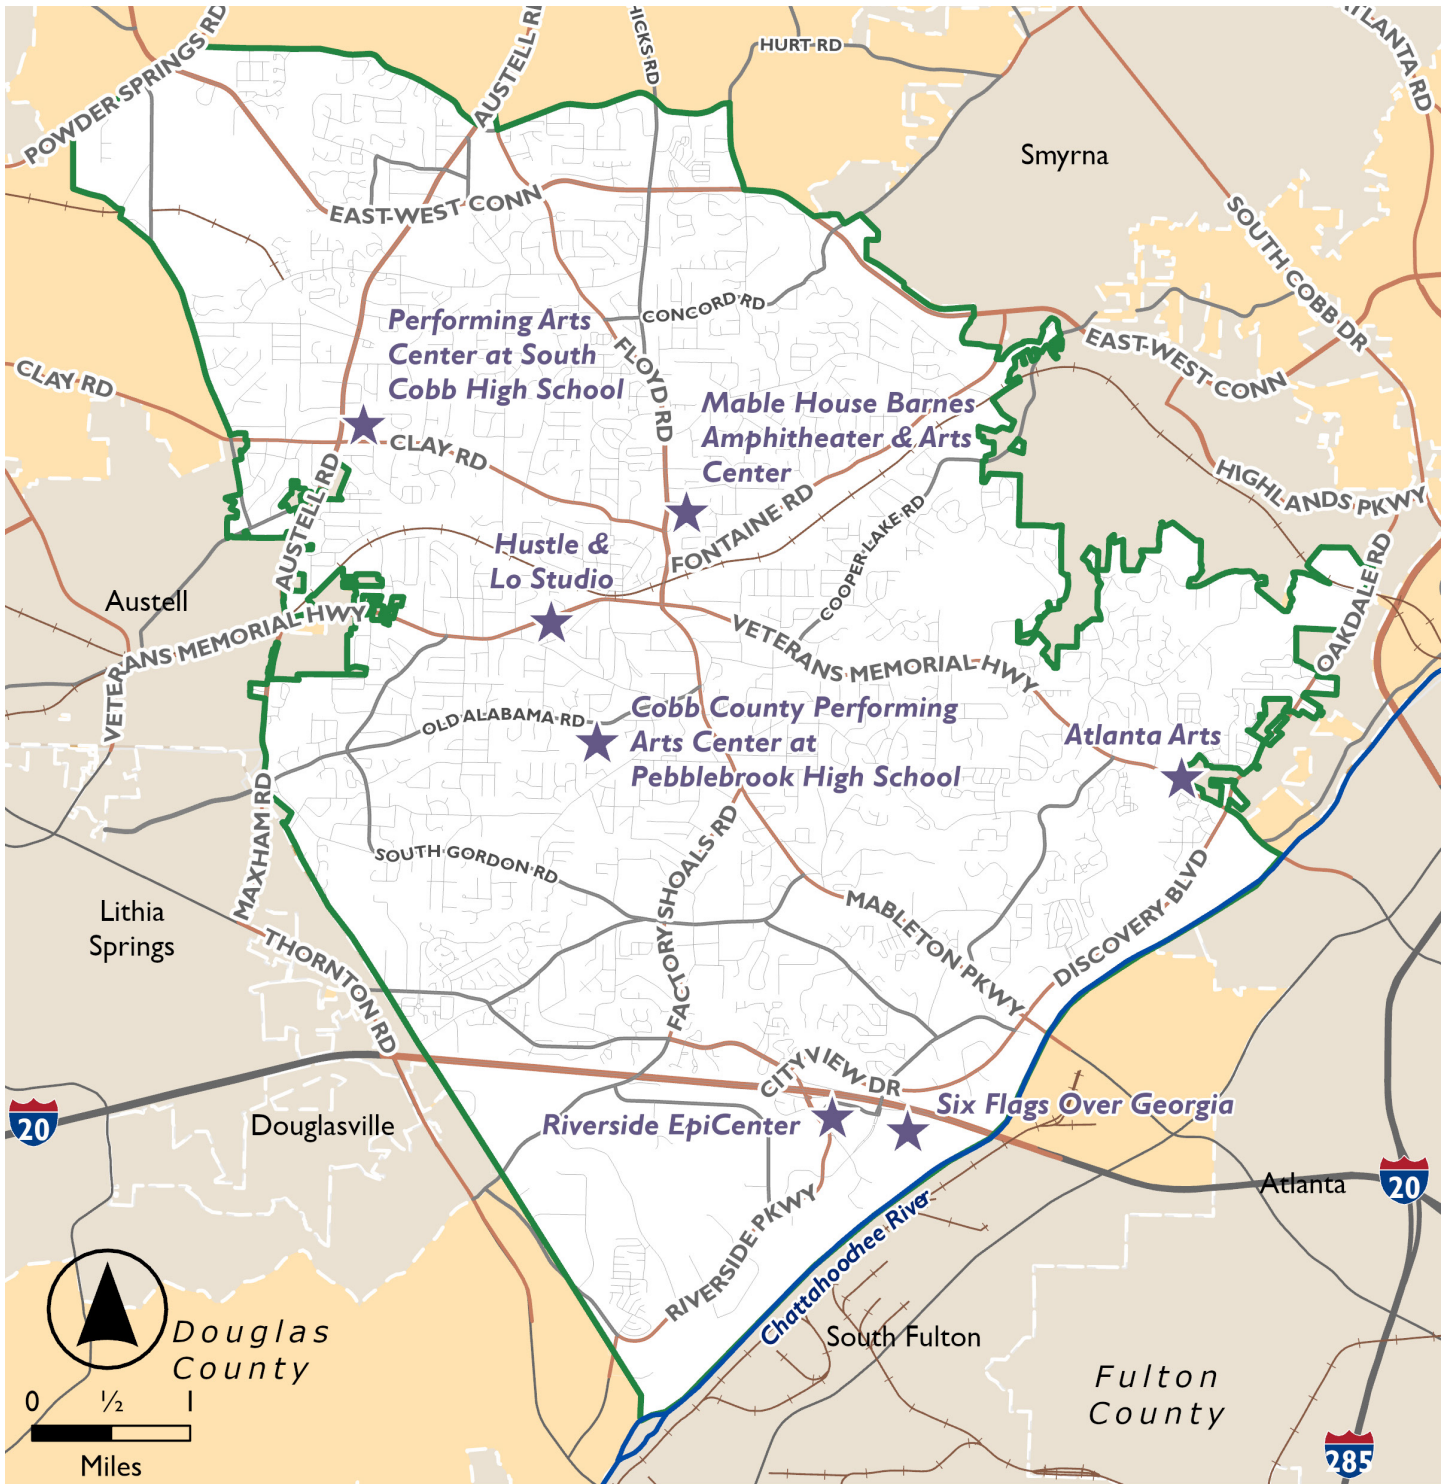 POWDER SPRINGS RD
AUSTELL RD
HICKS RD
HURT RD
ATLANTA RD
Smyrna
EAST-WEST CONN
SOUTH COBB DR
CONCORD RD
Performing Arts
Center at South
Cobb High School
FLOYD RD
EAST-WEST CONN
CLAY RD
Mable House Barnes
Amphitheater & Arts
Center
CLAY RD
HIGHLANDS PKWY
AUSTELL RD
FONTAINE RD
COOPER LAKE RD
Hustle &
Lo Studio
OAKDALE RD
Austell
VETERANS MEMORIAL HWY
VETERANS MEMORIAL HWY
OLD ALABAMA RD
Cobb County Performing
Arts Center at
Pebblebrook High School
Atlanta Arts
MAXHAM RD
FACTORY SHOALS RD
SOUTH GORDON RD
Lithia
Springs
MABLETON PKWY
DISCOVERY BLVD
THORNTON RD
CITYVIEW DR
20
Douglasville
Riverside EpiCenter
Six Flags Over Georgia
Atlanta
20
RIVERSIDE PKWY
Chattahoochee River
South Fulton
Douglas
County
Fulton
County
0 ½ 1
Miles
285